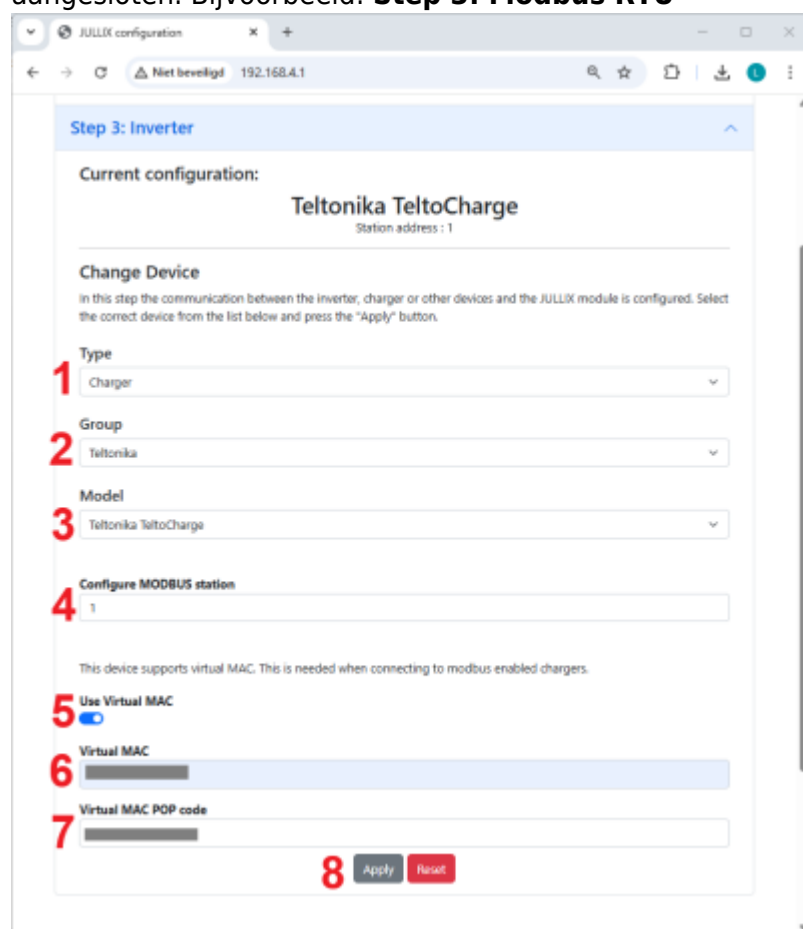 aangesloten. Bijvoorbeeld: Step 3: Modbus RTU
JULLIX configuration
Niet beveiligd 192.168.4.1
L
Step 3: Inverter
Current configuration:
Teltonika TeltoCharge
Station address : 1
Change Device
In this step the communication between the inverter, charger or other devices and the JULLIX module is configured. Select
the correct device from the list below and press the "Apply" button.
Type
1 Charger
Group
2 Teltonika
Model
3 Teltonika TeltoCharge
Configure MODBUS station
4 1
This device supports virtual MAC. This is needed when connecting to modbus enabled chargers.
Use Virtual MAC
5
Virtual MAC
6
Virtual MAC POP code
7
8 Apply Reset